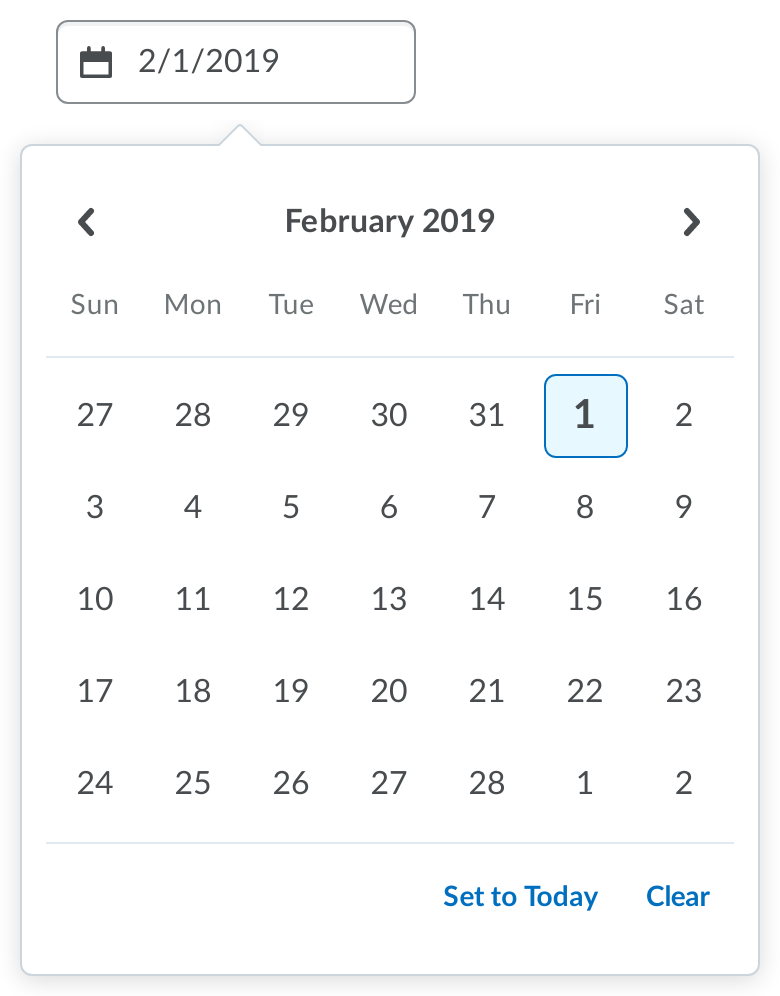 2/1/2019
February 2019
Sun Mon Tue Wed Thu Fri Sat
27 28 29 30 31 1 2
3 4 5 6 7 8 9
10 11 12 13 14 15 16
17 18 19 20 21 22 23
24 25 26 27 28 1 2
Set to Today Clear